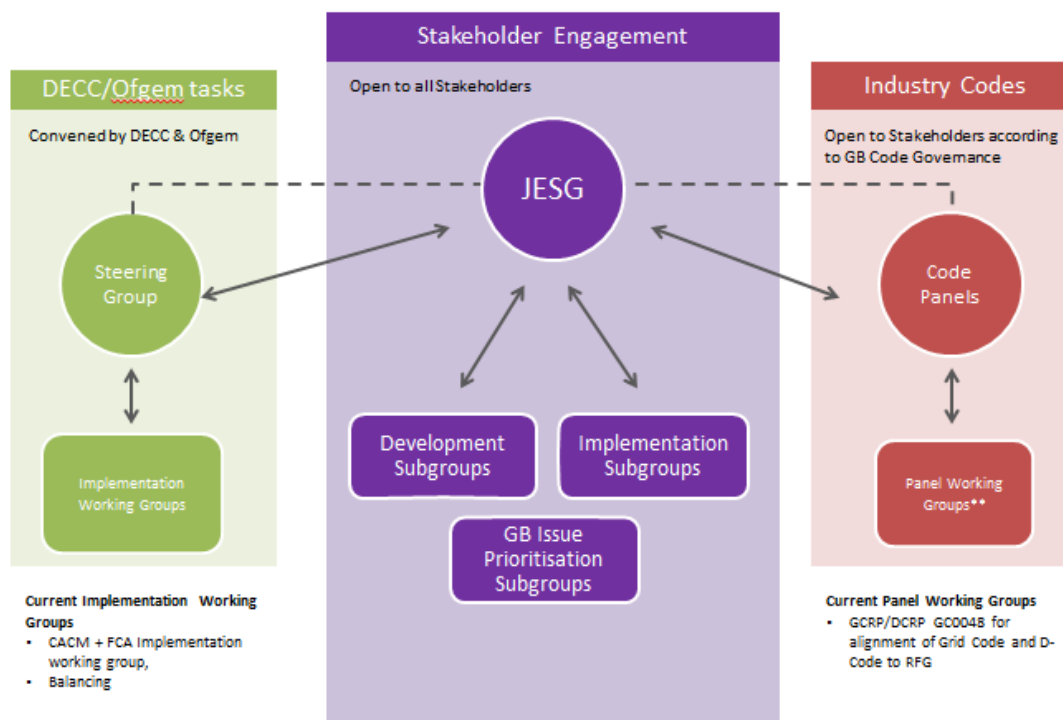 Stakeholder Engagement
Open to all Stakeholders
DECC/Ofgem tasks
Convened by DECC & Ofgem
Industry Codes
Open to Stakeholders according
to GB Code Governance
JESG
Steering
Group
Code
Panels
Development
Subgroups
Implementation
Subgroups
GB Issue
Prioritisation
Subgroups
Implementation
Working Groups
Panel Working
Groups**
Current Implementation Working
Groups
• CACM + FCA Implementation
working group,
• Balancing
Current Panel Working Groups
• GCRP/DCRP GC0048 for
alignment of Grid Code and D-
Code to RFG